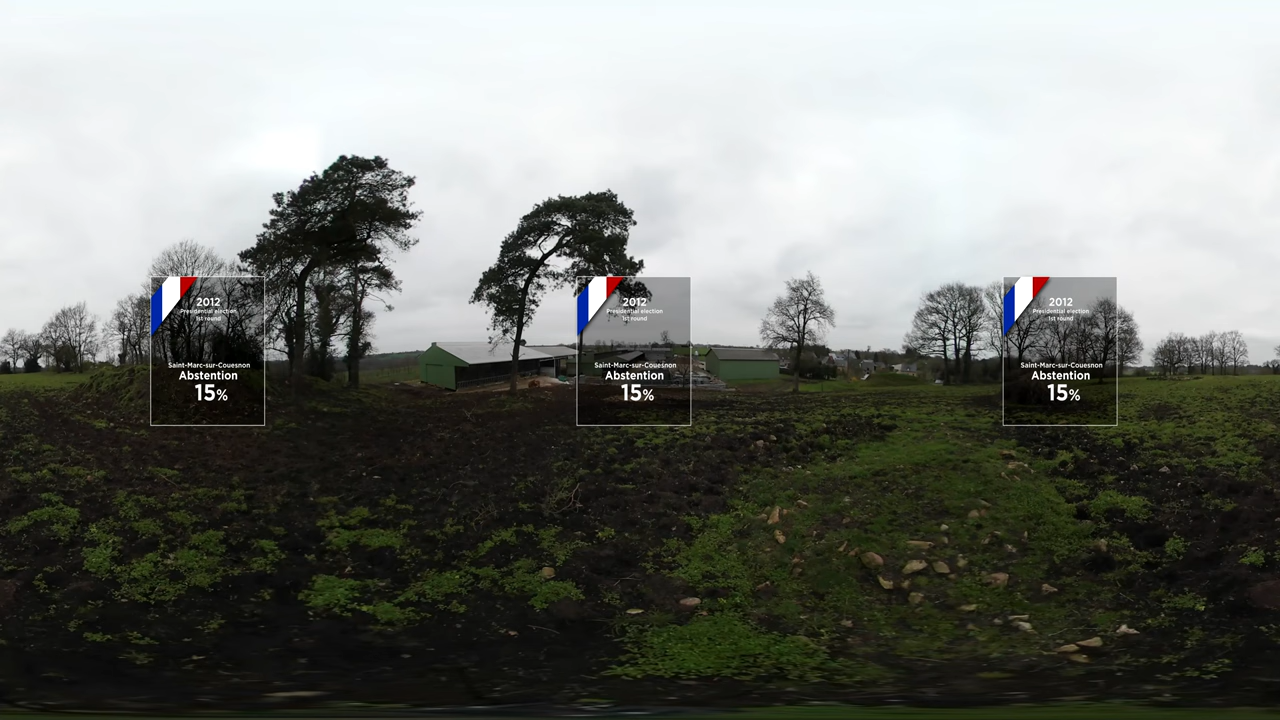 2012
Presidential election
1st round
Saint-Marc-sur-Couesnon
Abstention
15%
2012
Presidential election
1st round
Saint-Marc-sur-Couesnon
Abstention
15%
2012
Presidential election
1st round
Saint-Marc-sur-Couesnon
Abstention
15%